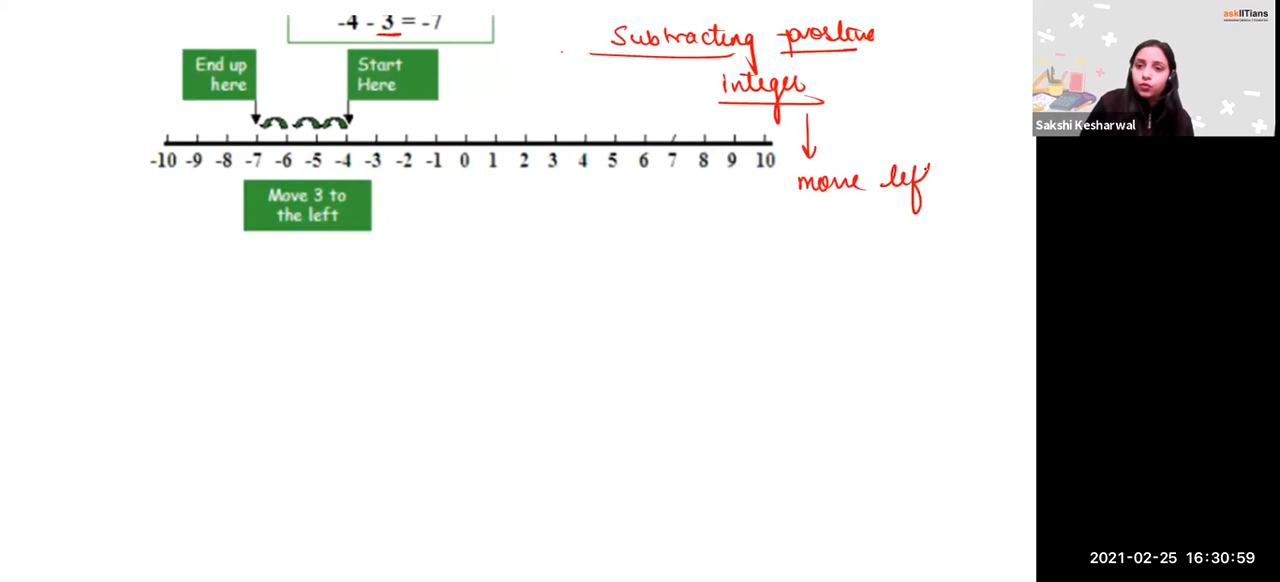 -4 - 3 = -7
Subtracting positive
integer
End up
here
Start
Here
-10 -9 -8 -7 -6 -5 -4 -3 -2 -1 0 1 2 3 4 5 6 7 8 9 10
move lef
Move 3 to
the left
askIITians
Sakshi Kesharwal
2021-02-25 16:30:59